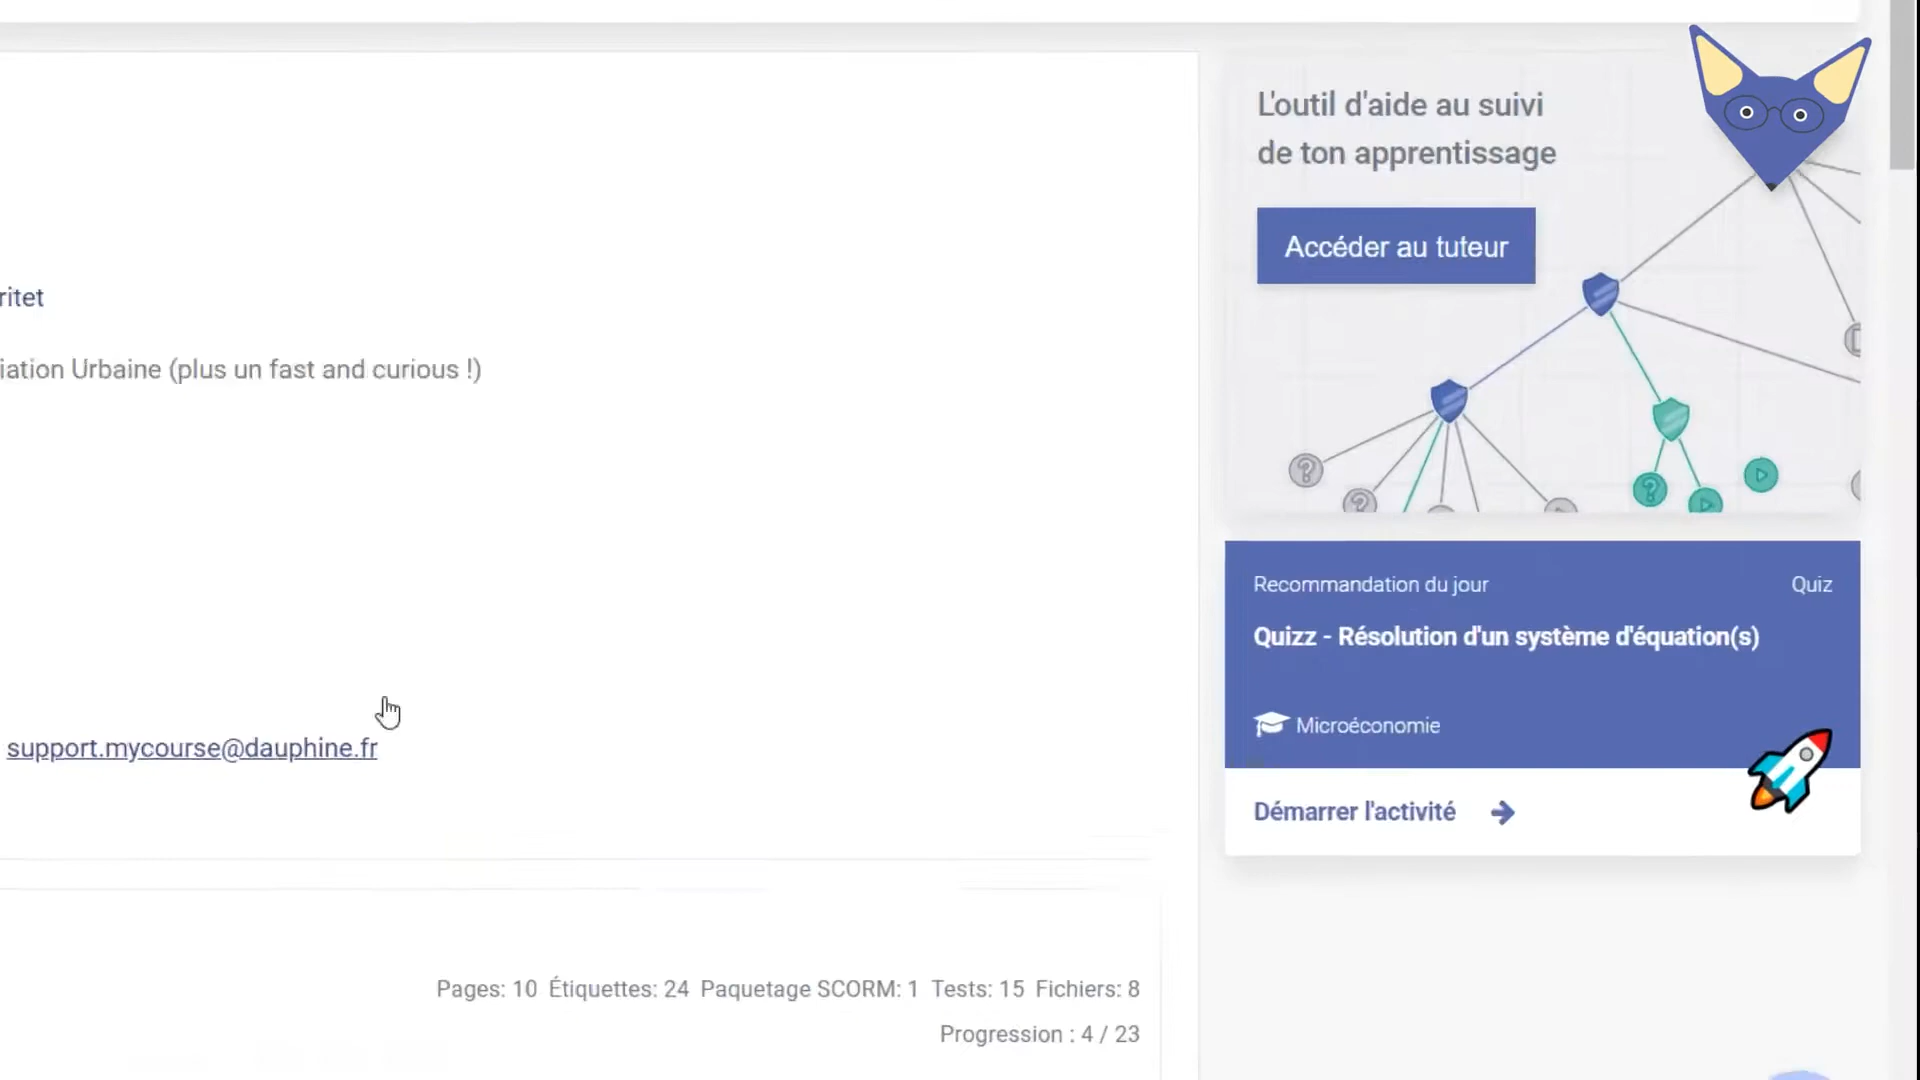 ritet
iation Urbaine (plus un fast and curious !)
support.mycourse@dauphine.fr
Pages: 10 Étiquettes: 24 Paquetage SCORM: 1 Tests: 15 Fichiers: 8
Progression : 4 / 23
L'outil d'aide au suivi
de ton apprentissage
Accéder au tuteur
Recommandation du jour
Quiz
Quizz - Résolution d'un système d'équation(s)
Microéconomie
Démarrer l'activité